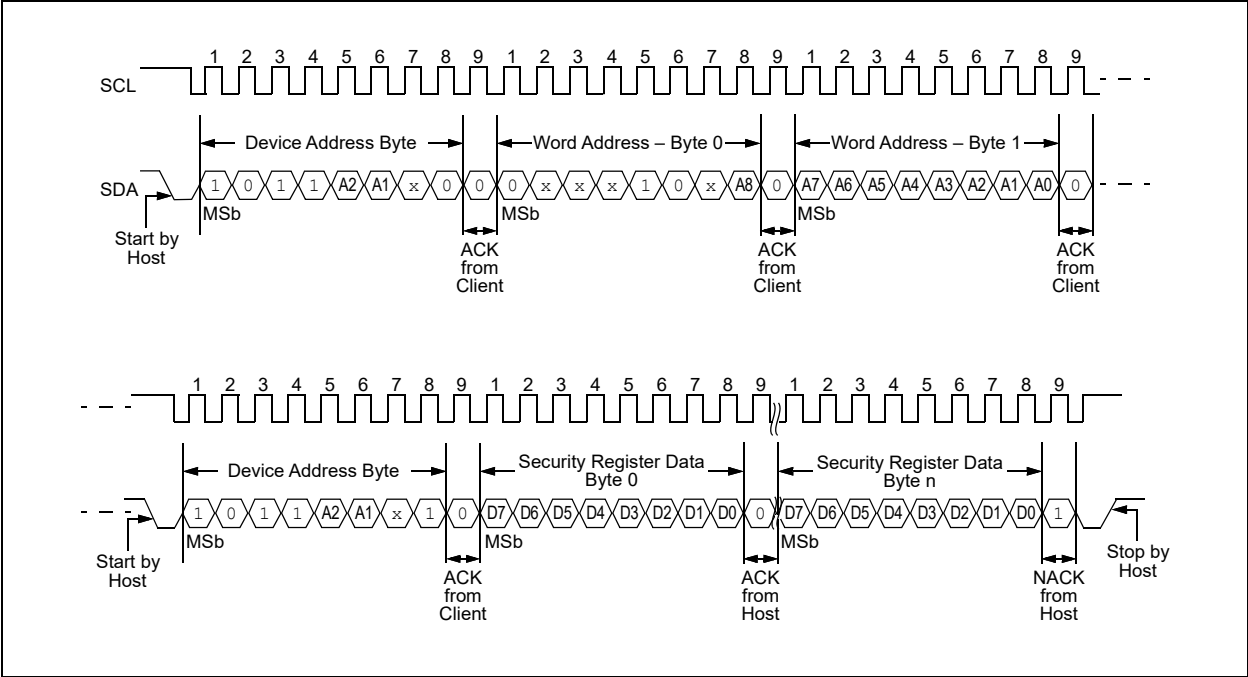 1 2 3 4 5 6 7 8 9 1 2 3 4 5 6 7 8 9 1 2 3 4 5 6 7 8 9
SCL
Device Address Byte Word Address – Byte 0 Word Address – Byte 1
SDA 1 0 1 1 A2 A1 x 0 0 0 x x x 1 0 x A8 0 A7 A6 A5 A4 A3 A2 A1 A0 0
MSb MSb MSb
Start by
Host
ACK
from
Client
ACK
from
Client
ACK
from
Client
1 2 3 4 5 6 7 8 9 1 2 3 4 5 6 7 8 9 1 2 3 4 5 6 7 8 9
Device Address Byte
Security Register Data
Byte 0
Security Register Data
Byte n
1 0 1 1 A2 A1 x 1 0 D7 D6 D5 D4 D3 D2 D1 D0 0 D7 D6 D5 D4 D3 D2 D1 D0 1
MSb MSb MSb
Start by
Host
ACK
from
Client
ACK
from
Host
NACK
from
Host
Stop by
Host